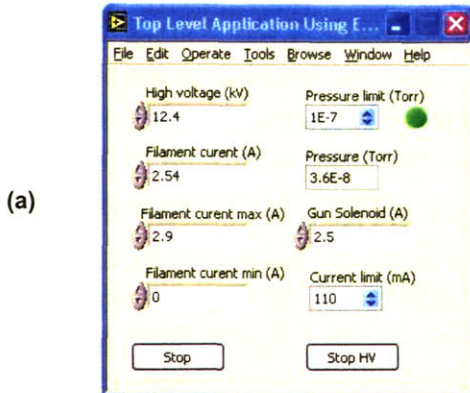 Top Level Application Using E...
File Edit Operate Tools Browse Window Help
High voltage (kV) Pressure limit (Torr)
12.4 1E-7
Filament curent (A) Pressure (Torr)
2.54 3.6E-8
(a)
Filament curent max (A) Gun Solenoid (A)
2.9 2.5
Filament curent min (A) Current limit (mA)
0 110
Stop Stop HV